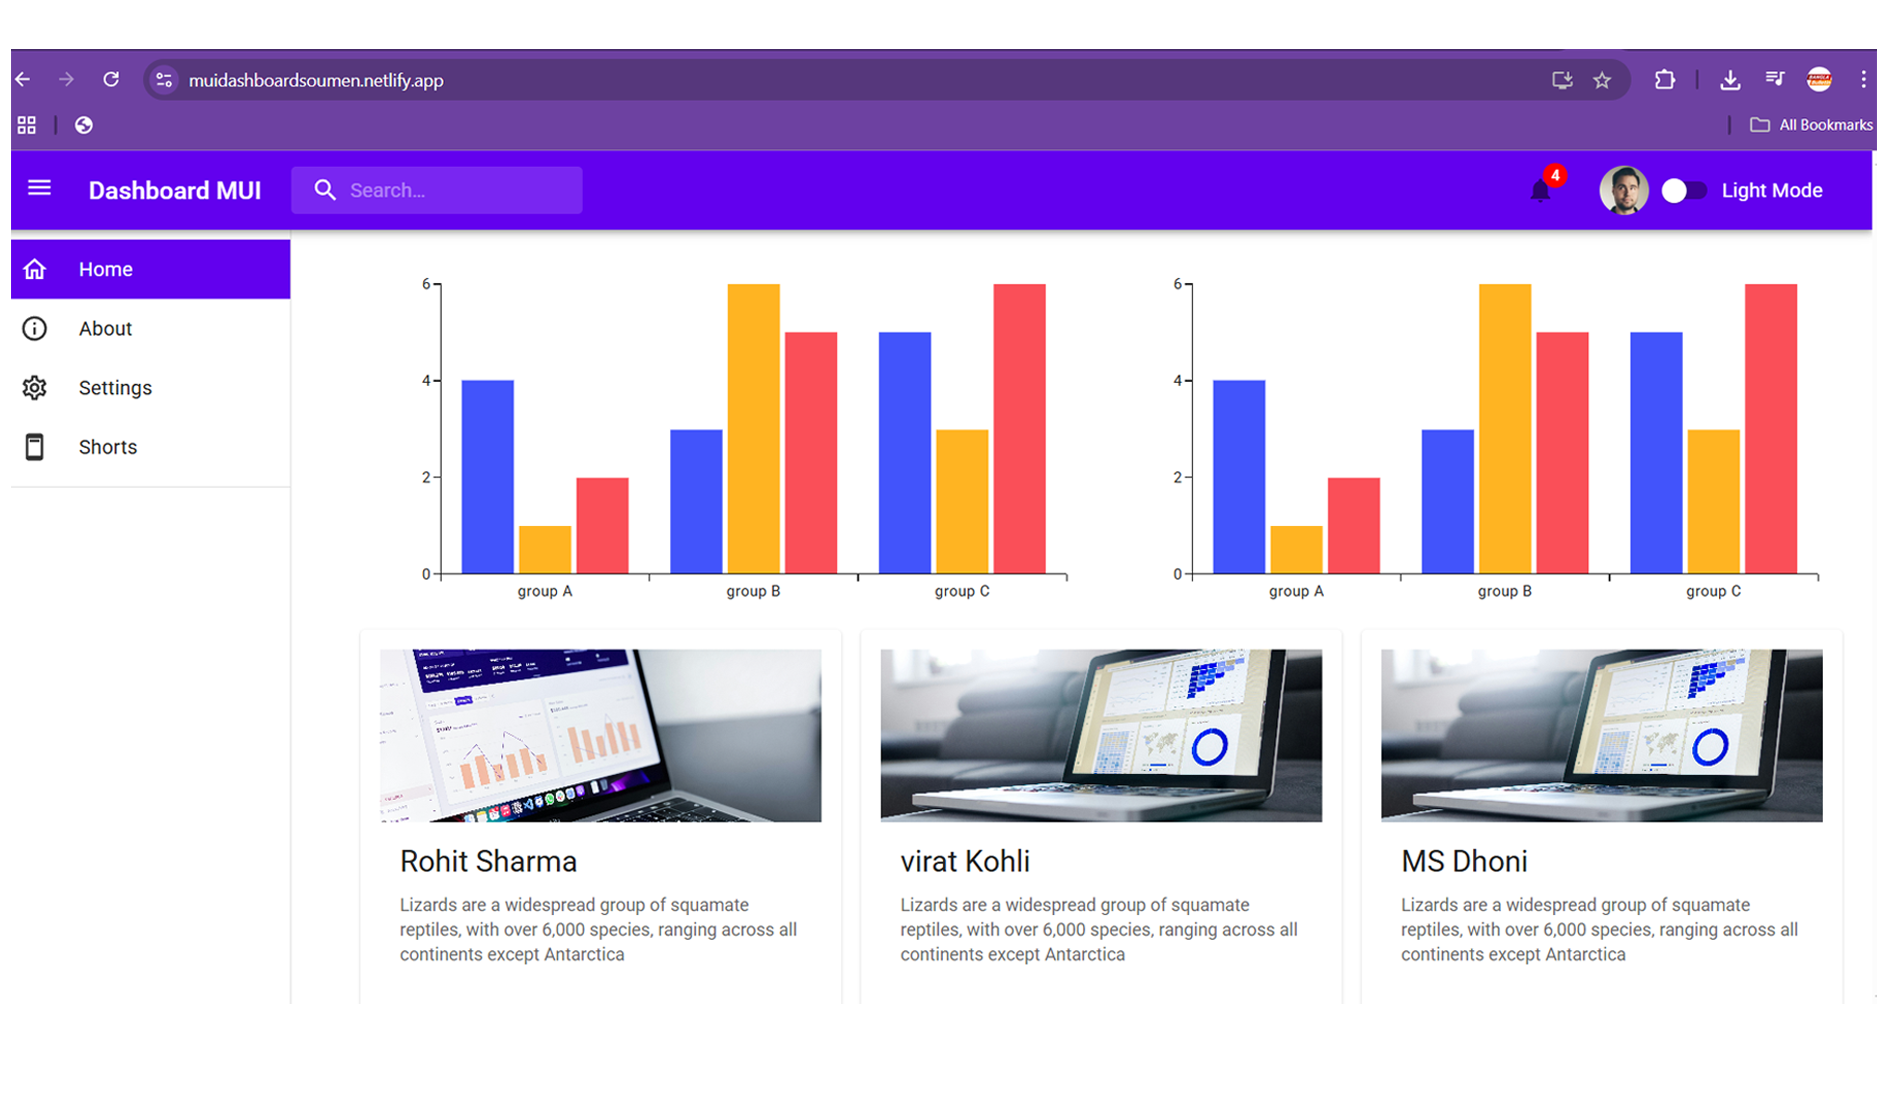 muidashboardsoumen.netlify.app
All Bookmarks
Dashboard MUI
Search...
4
Light Mode
Home
About
Settings
Shorts
6
4
2
0
group A
group B
group C
6
4
2
0
group A
group B
group C
Rohit Sharma
Lizards are a widespread group of squamate
reptiles, with over 6,000 species, ranging across all
continents except Antarctica
virat Kohli
Lizards are a widespread group of squamate
reptiles, with over 6,000 species, ranging across all
continents except Antarctica
MS Dhoni
Lizards are a widespread group of squamate
reptiles, with over 6,000 species, ranging across all
continents except Antarctica